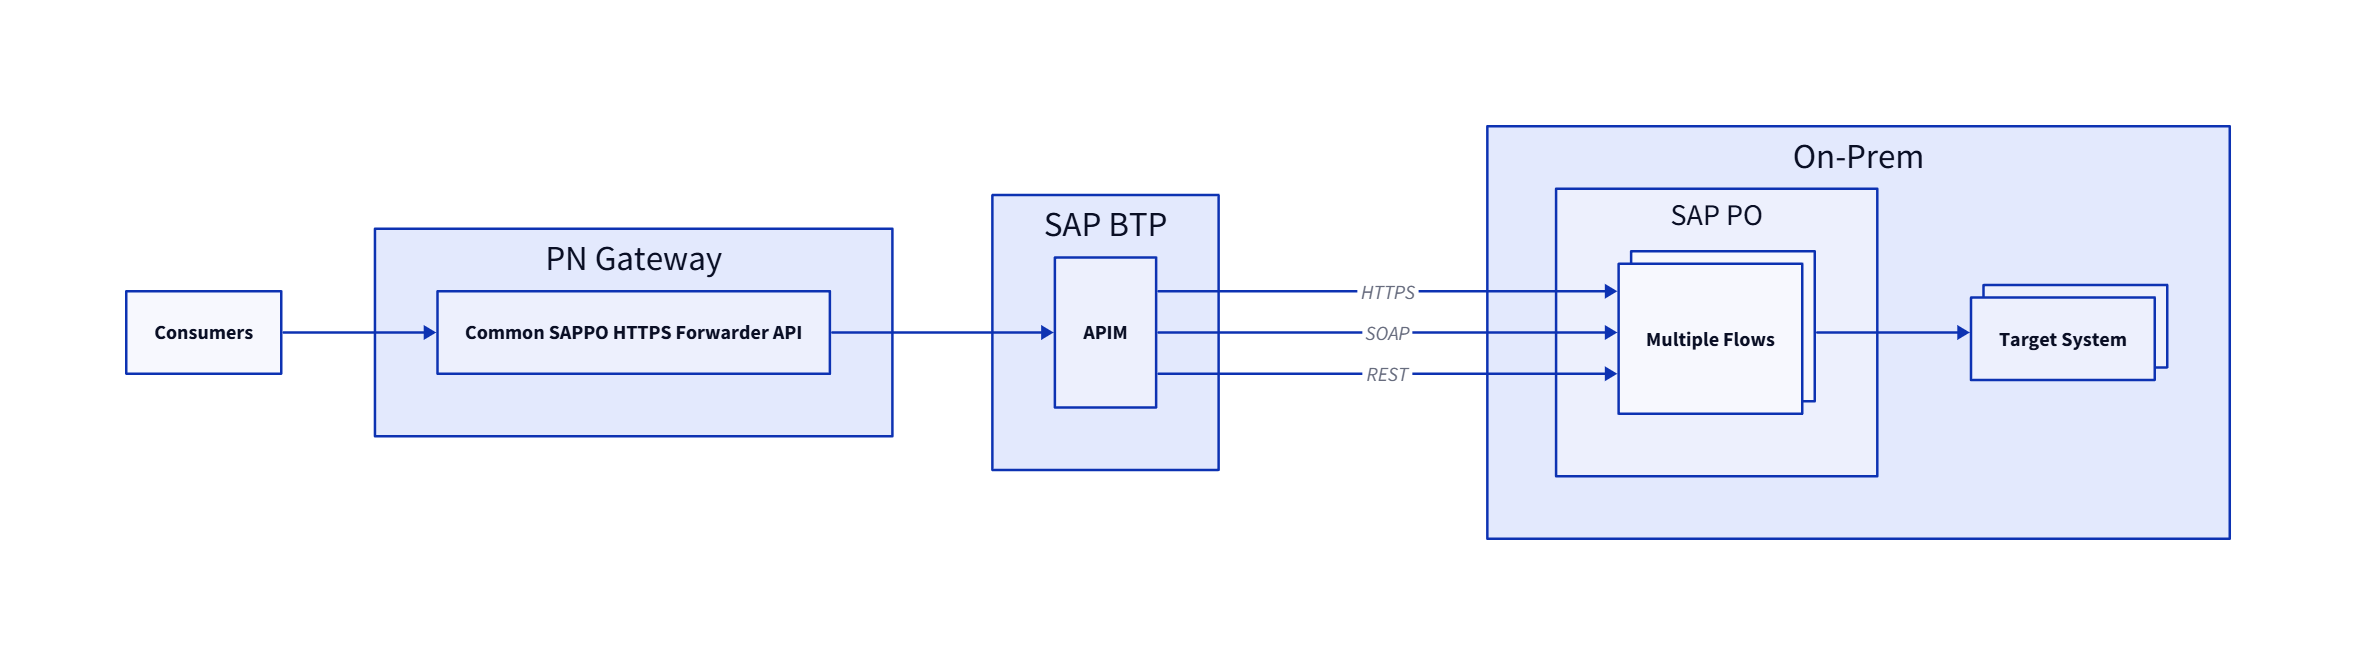 Consumers
PN Gateway
Common SAPPO HTTPS Forwarder API
SAP BTP
APIM
HTTPS
SOAP
REST
On-Prem
SAP PO
Multiple Flows
Target System